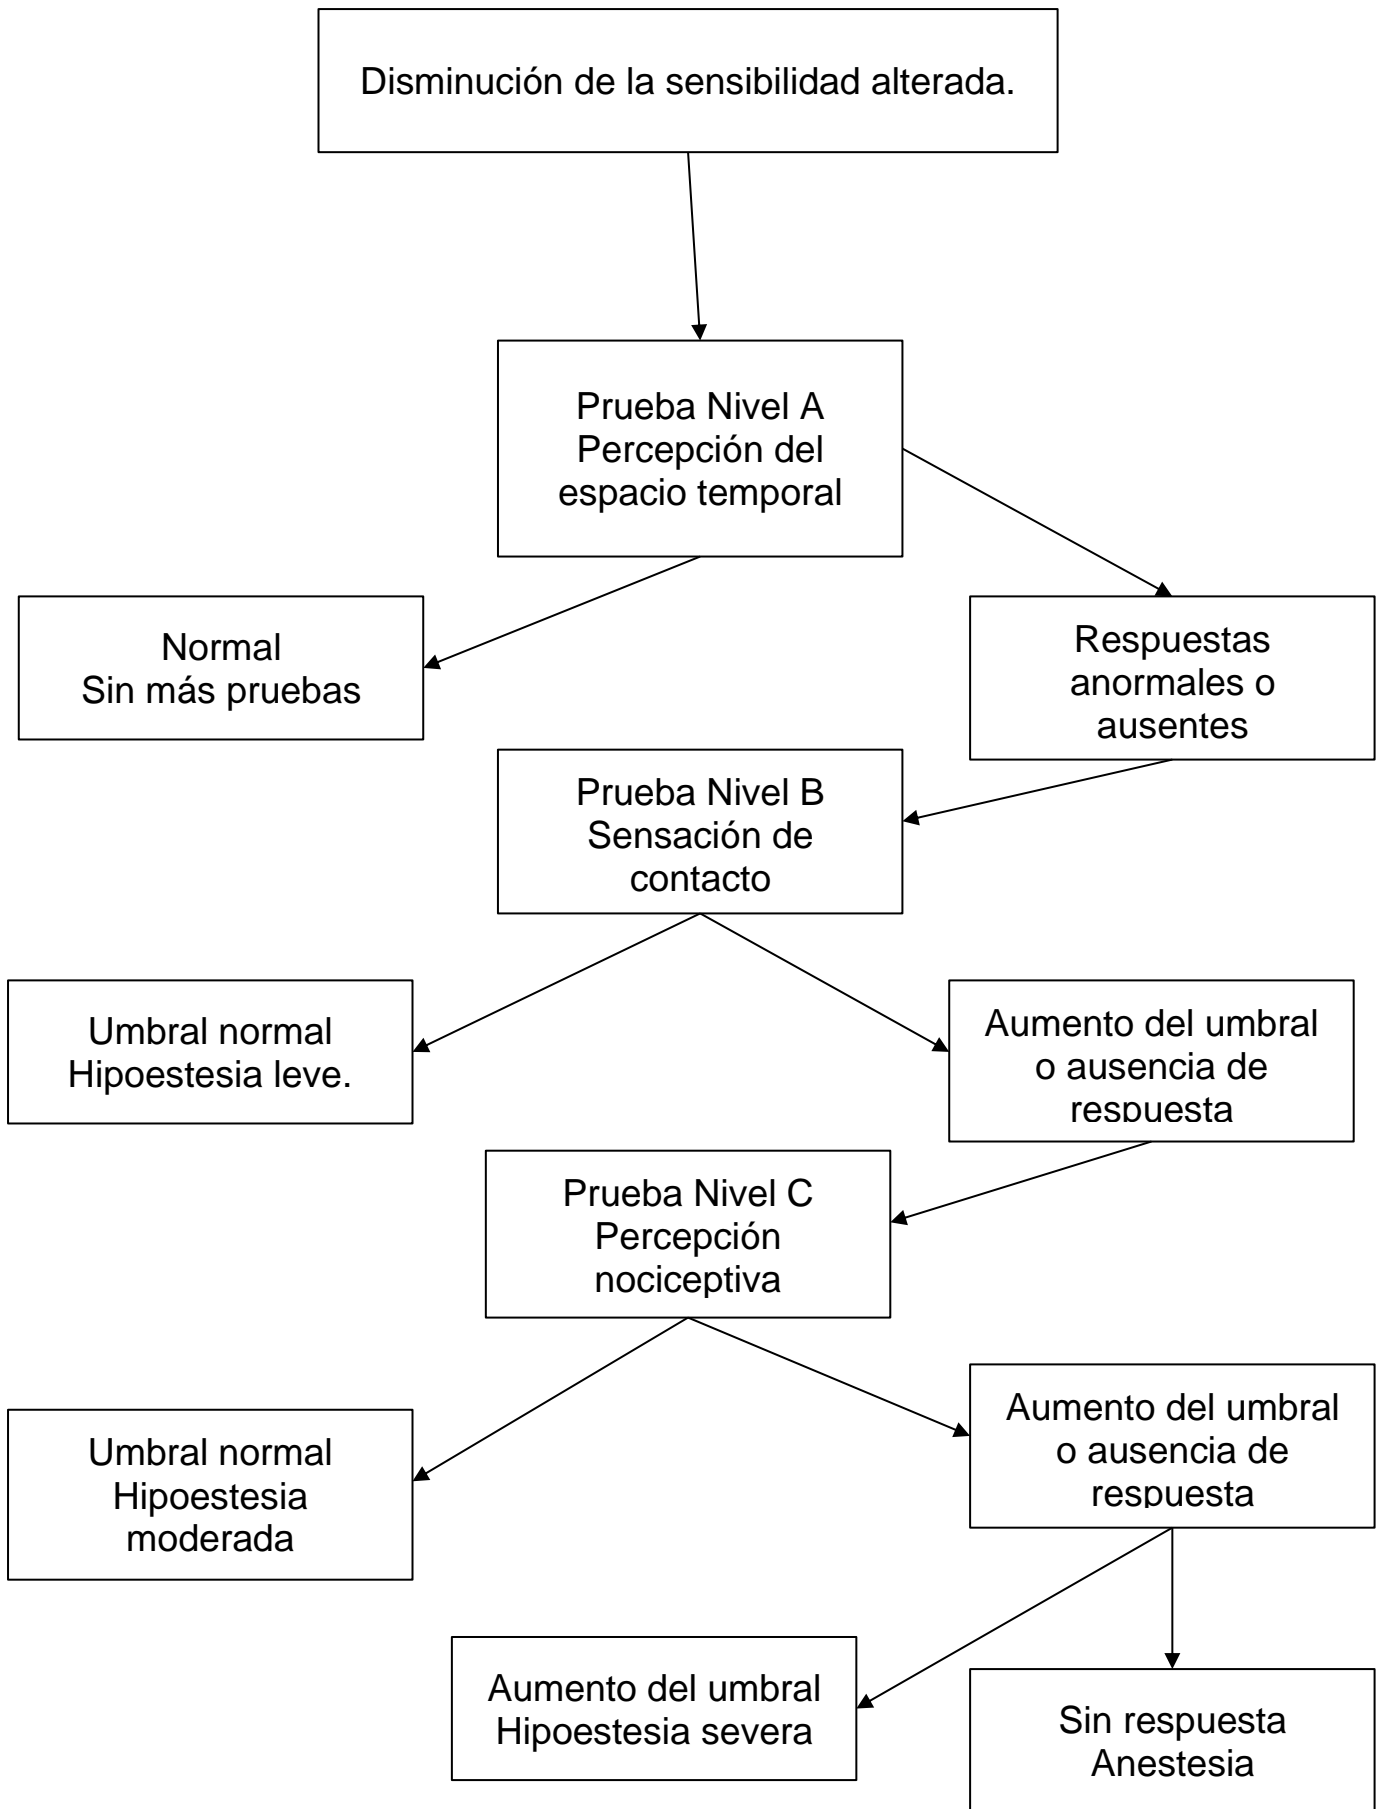 Disminución de la sensibilidad alterada.
Prueba Nivel A
Percepción del
espacio temporal
Normal
Sin más pruebas
Respuestas
anormales o
ausentes
Prueba Nivel B
Sensación de
contacto
Umbral normal
Hipoestesia leve.
Aumento del umbral
o ausencia de
respuesta
Prueba Nivel C
Percepción
nociceptiva
Umbral normal
Hipoestesia
moderada
Aumento del umbral
o ausencia de
respuesta
Aumento del umbral
Hipoestesia severa
Sin respuesta
Anestesia